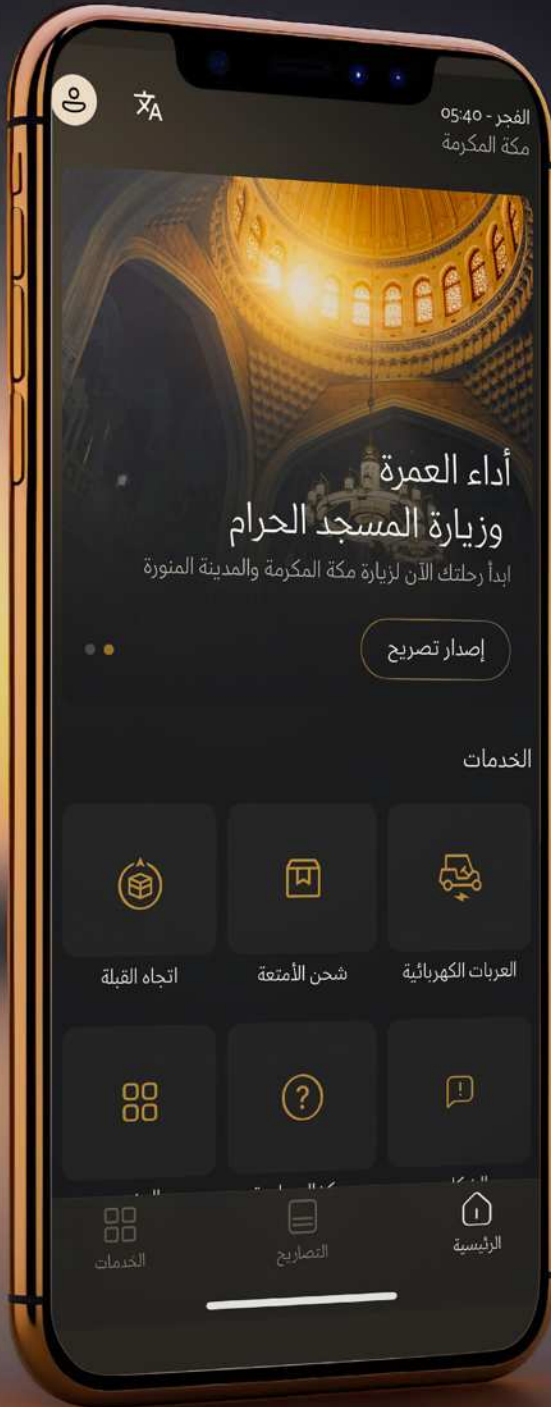 الفجر - 05:40
مكة المكرمة
أداء العمرة
وزيارة المسجد الحرام
ابدأ رحلتك الآن لزيارة مكة المكرمة والمدينة المنورة
إصدار تصريح
الخدمات
العربات الكهربائية
شحن الأمتعة
اتجاه القبلة
الرئيسية
التصاريح
الخدمات